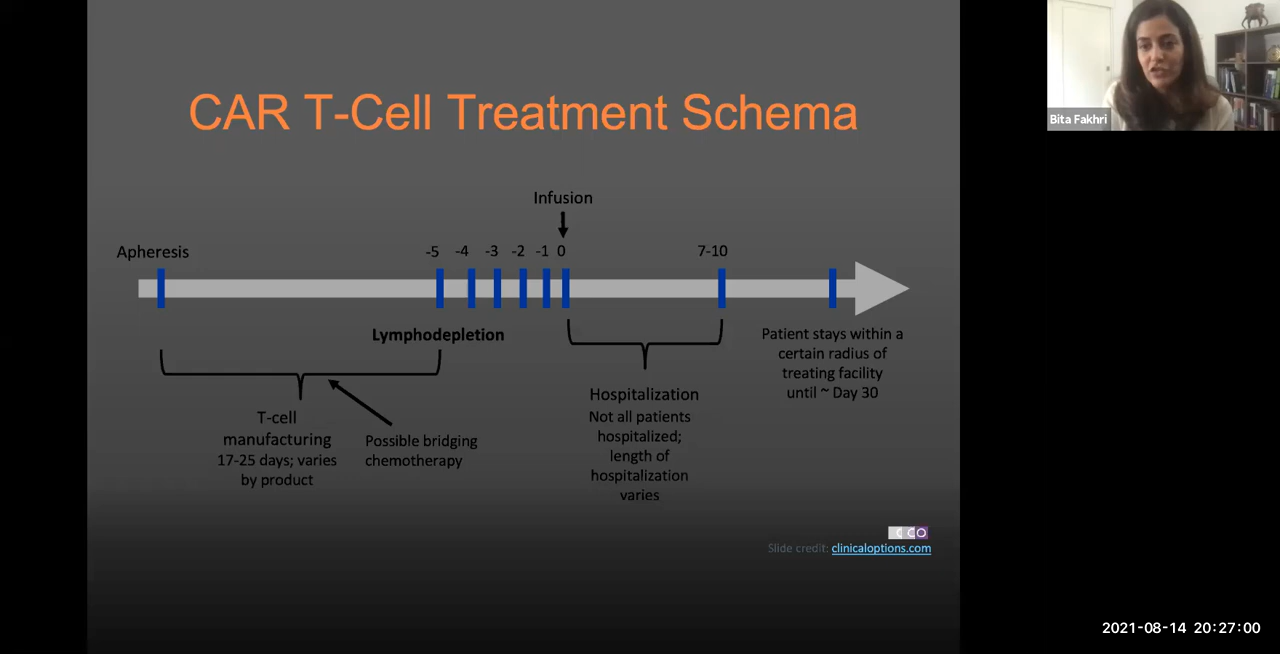 CAR T-Cell Treatment Schema
Infusion
Apheresis
-5 -4 -3 -2 -1 0 7-10
Lymphodepletion
T-cell
manufacturing
17-25 days; varies
by product
Possible bridging
chemotherapy
Hospitalization
Not all patients
hospitalized;
length of
hospitalization
varies
Patient stays within a
certain radius of
treating facility
until ~ Day 30
CCO
Slide credit: clinicaloptions.com
Bita Fakhri
2021-08-14 20:27:00